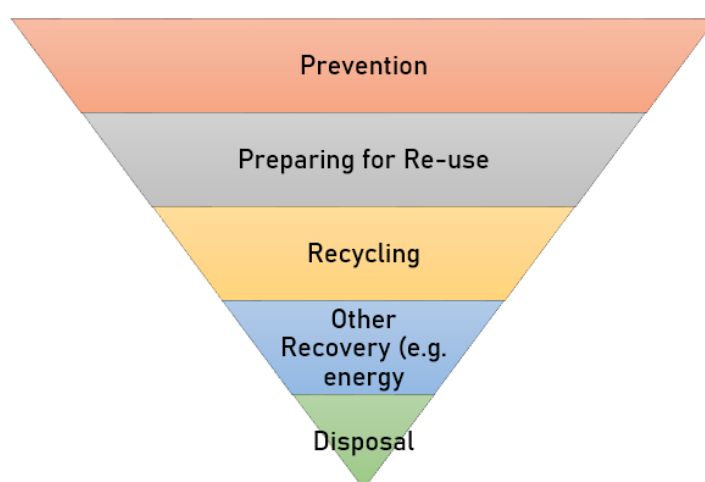 Prevention
Preparing for Re-use
Recycling
Other
Recovery (e.g.
energy
Disposal